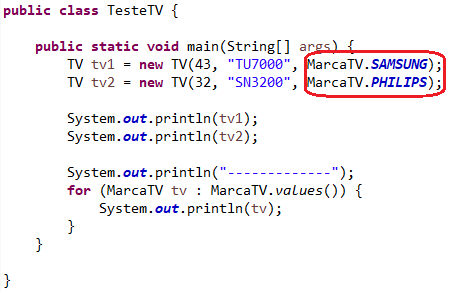 public class TesteTV {
public static void main(String[] args) {
TV tv1 = new TV(43, "TU7000", MarcaTV.SAMSUNG);
TV tv2 = new TV(32, "SN3200", MarcaTV.PHILIPS);
System.out.println(tv1);
System.out.println(tv2);
System.out.println("-------------");
for (MarcaTV tv : MarcaTV.values()) {
System.out.println(tv);
}
}
}